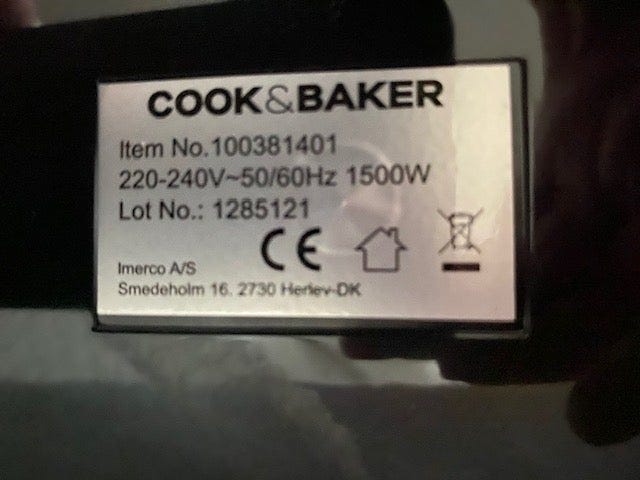 COOK&BAKER
Item No.100381401
220-240V~50/60Hz 1500W
Lot No.: 1285121
CE
Imerco A/S
Smedeholm 16. 2730 Herlev-DK